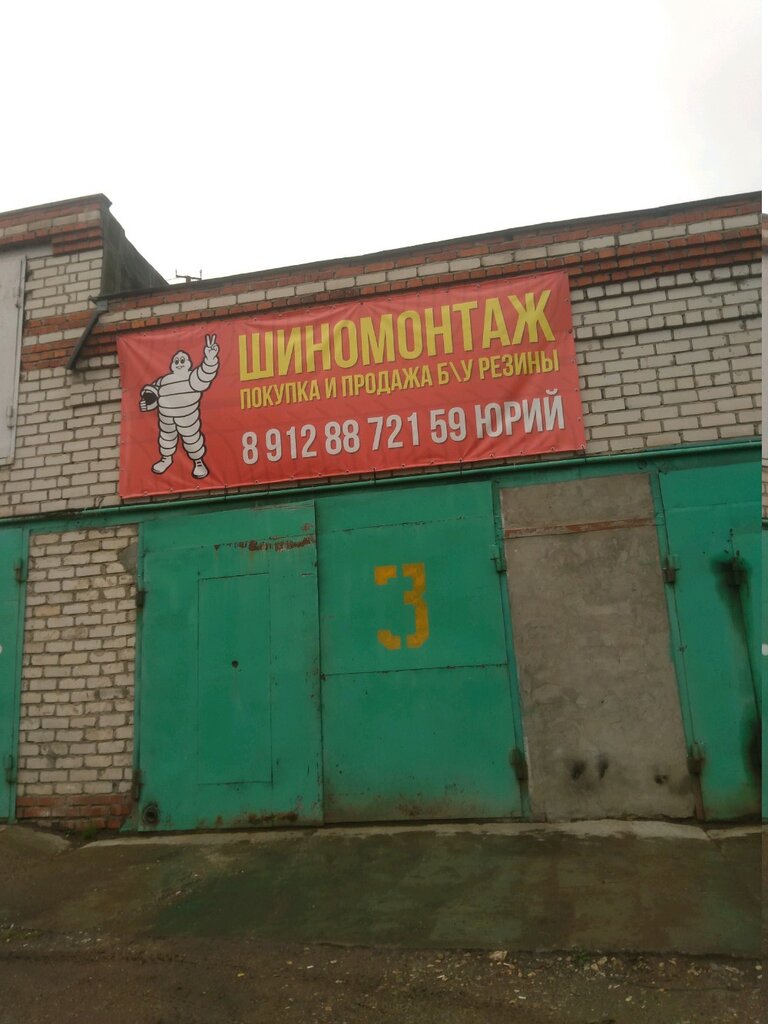 ШИНОМОНТАЖ
ПОКУПКА И ПРОДАЖА Б\У РЕЗИНЫ
8 912 88 721 59 ЮРИЙ
3